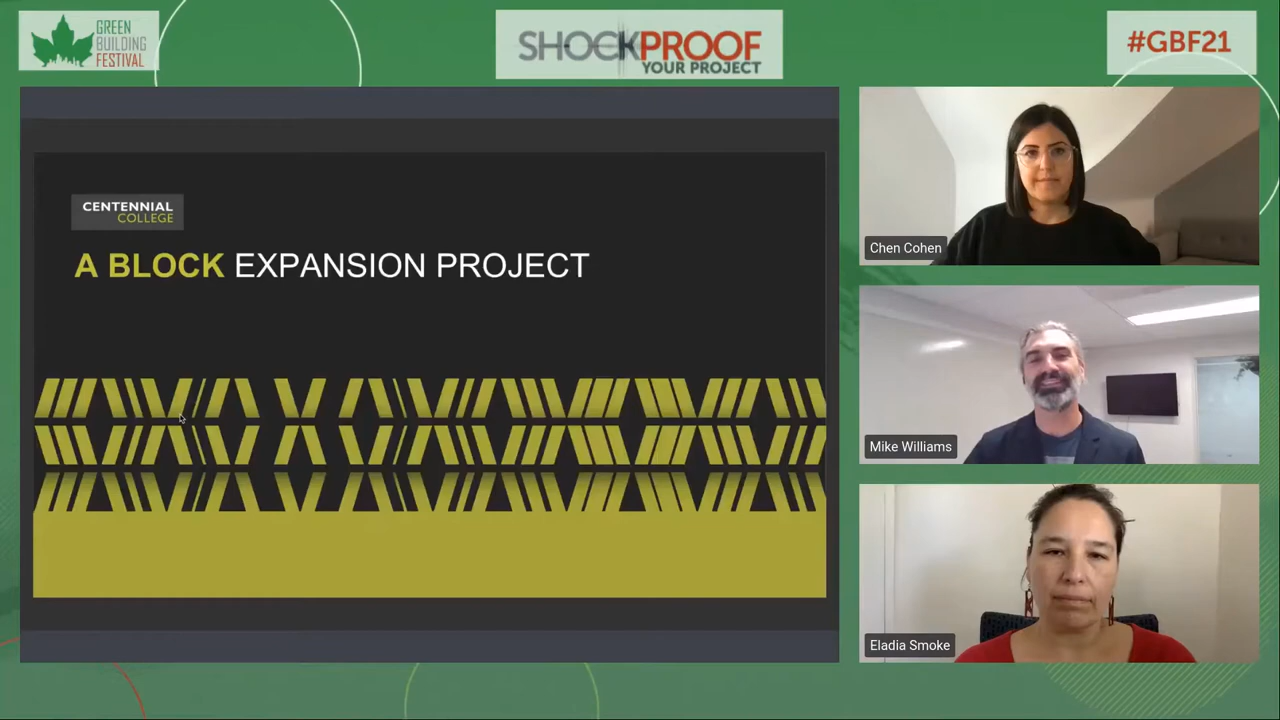 GREEN
BUILDING
FESTIVAL
SHOCKPROOF
YOUR PROJECT
#GBF21
CENTENNIAL
COLLEGE
A BLOCK EXPANSION PROJECT
Chen Cohen
Mike Williams
Eladia Smoke